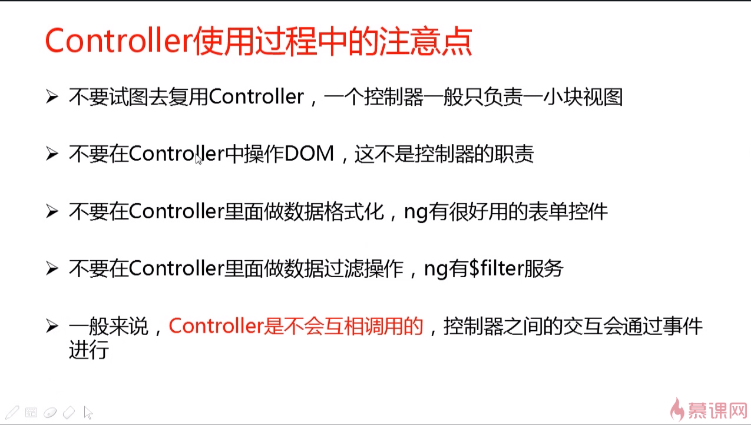 Controller使用过程中的注意点
不要试图去复用Controller，一个控制器一般只负责一小块视图
不要在Controller中操作DOM，这不是控制器的职责
不要在Controller里面做数据格式化，ng有很好用的表单控件
不要在Controller里面做数据过滤操作，ng有$filter服务
一般来说，Controller是不会互相调用的，控制器之间的交互会通过事件
进行
慕课网